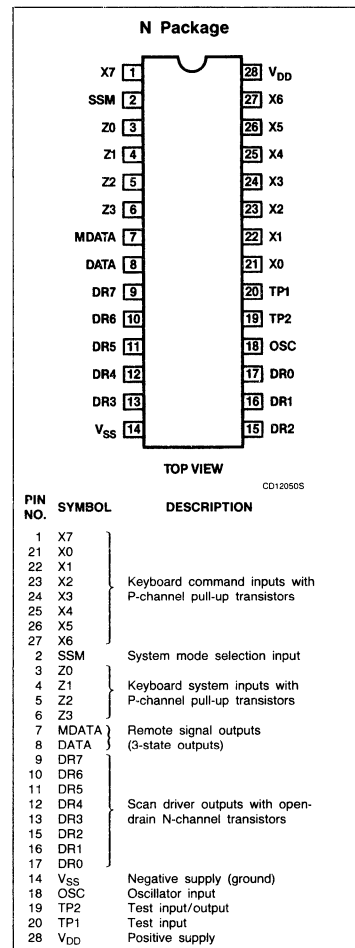 N Package
X7 1 28 VDD
SSM 2 27 X6
Z0 3 26 X5
Z1 4 25 X4
Z2 5 24 X3
Z3 6 23 X2
MDATA 7 22 X1
DATA 8 21 X0
DR7 9 20 TP1
DR6 10 19 TP2
DR5 11 18 OSC
DR4 12 17 DR0
DR3 13 16 DR1
VSS 14 15 DR2
TOP VIEW
CD12050S
PIN NO. SYMBOL DESCRIPTION
1 X7
21 X0
22 X1
23 X2 Keyboard command inputs with
24 X3 P-channel pull-up transistors
25 X4
26 X5
27 X6
2 SSM System mode selection input
3 Z0
4 Z1 Keyboard system inputs with
5 Z2 P-channel pull-up transistors
6 Z3
7 MDATA Remote signal outputs
8 DATA (3-state outputs)
9 DR7
10 DR6
11 DR5
12 DR4 Scan driver outputs with open-
13 DR3 drain N-channel transistors
15 DR2
16 DR1
17 DR0
14 VSS Negative supply (ground)
18 OSC Oscillator input
19 TP2 Test input/output
20 TP1 Test input
28 VDD Positive supply